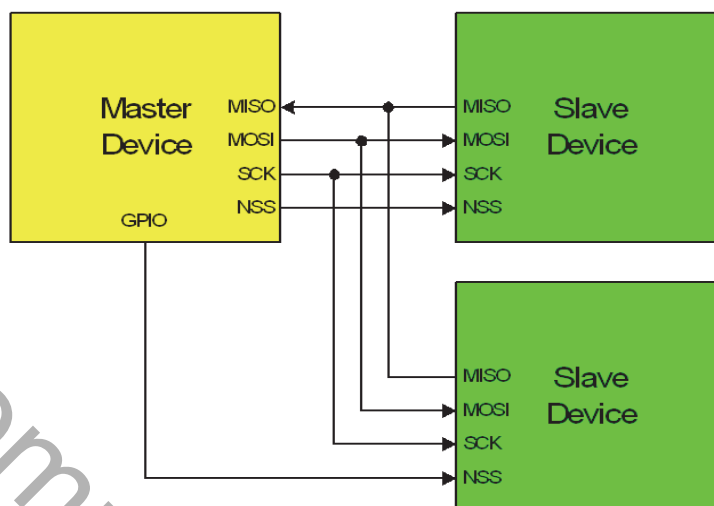 Master
Device
MISO
MOSI
SCK
NSS
GPIO
MISO
MOSI
SCK
NSS
Slave
Device
MISO
MOSI
SCK
NSS
Slave
Device